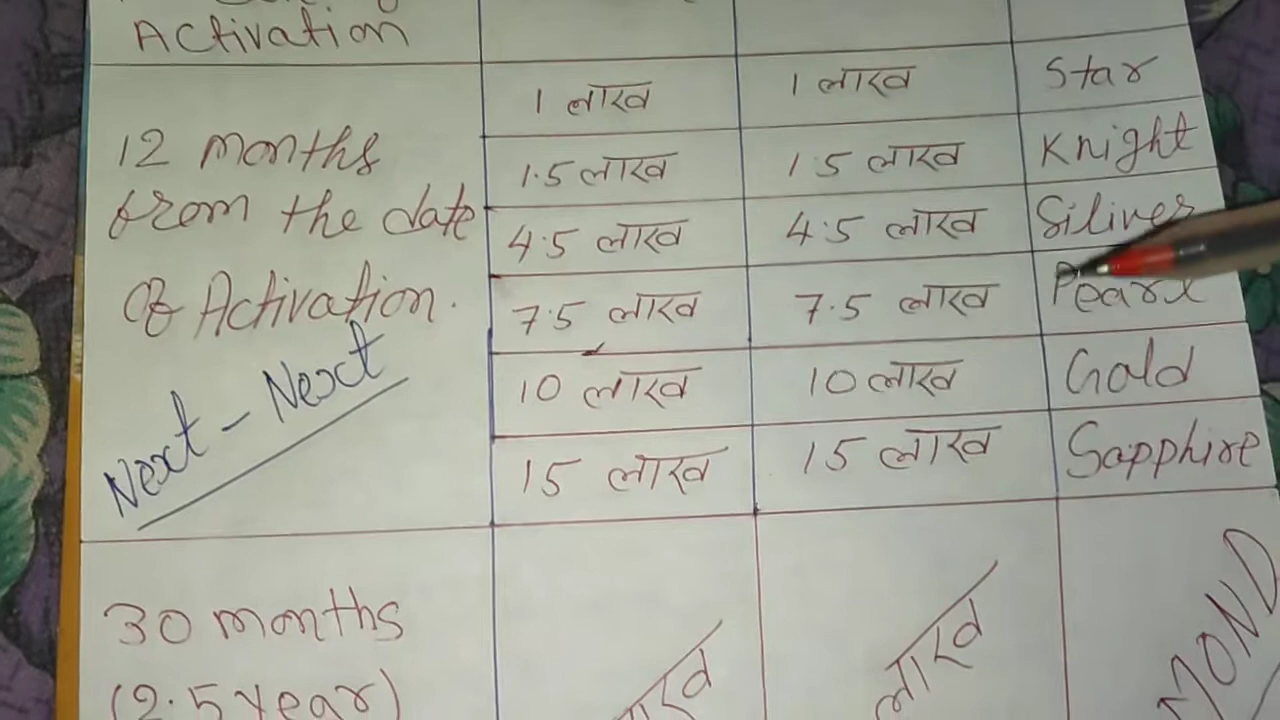 Activation
1 लाख 1 लाख Star
12 months
from the date
of Activation.
Next - Next
1.5 लाख 1.5 लाख Knight
4.5 लाख 4.5 लाख Siliver
7.5 लाख 7.5 लाख Pearl
10 लाख 10 लाख Gold
15 लाख 15 लाख Sapphire
30 months
(2.5 year)
लाख लाख MOND